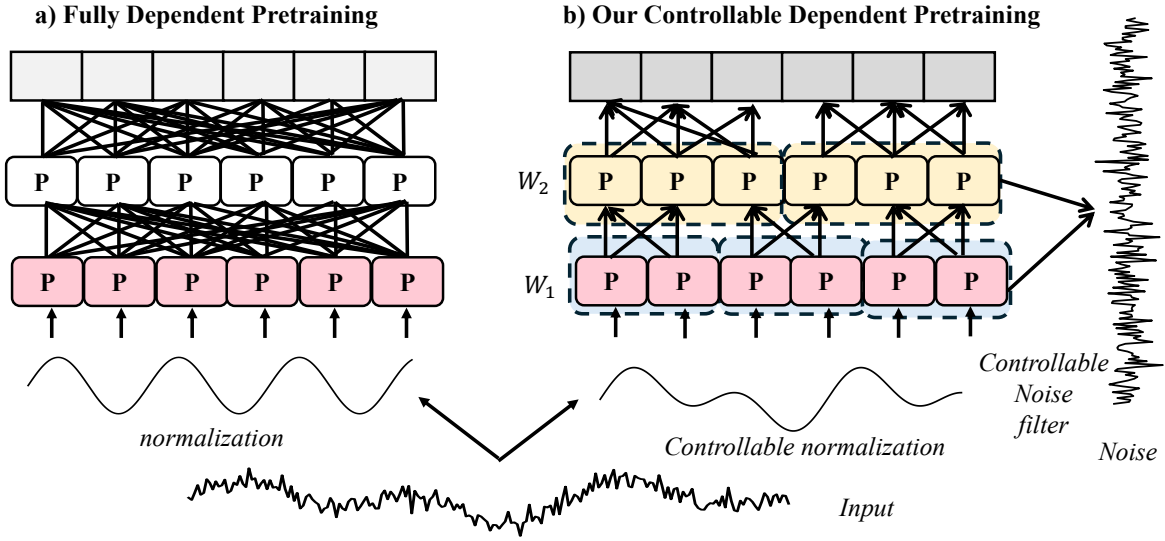 a) Fully Dependent Pretraining
b) Our Controllable Dependent Pretraining
P P P P P P
W₂ P P P P P P
P P P P P P
W₁ P P P P P P
normalization
Controllable normalization
Controllable
Noise
filter
Noise
Input